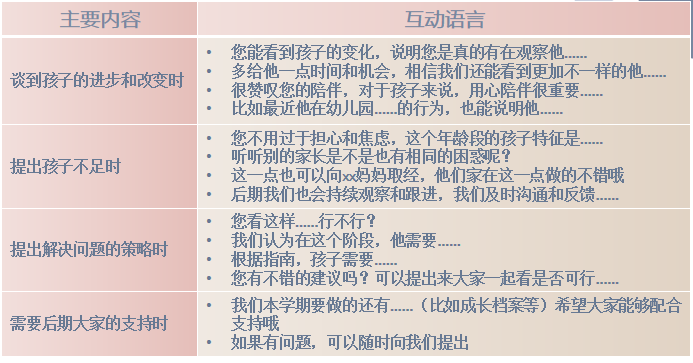 主要内容
互动语言
谈到孩子的进步和改变时
• 您能看到孩子的变化，说明您是真的有在观察他……
• 多给他一点时间和机会，相信我们还能看到更加不一样的他……
• 很赞叹您的陪伴，对于孩子来说，用心陪伴很重要……
• 比如最近他在幼儿园……的行为，也能说明他……
提出孩子不足时
• 您不用过于担心和焦虑，这个年龄段的孩子特征是……
• 听听别的家长是不是也有相同的困惑呢？
• 这一点也可以向xx妈妈取经，他们家在这一点做的不错哦
• 后期我们也会持续观察和跟进，我们及时沟通和反馈……
提出解决问题的策略时
• 您看这样……行不行？
• 我们认为在这个阶段，他需要……
• 根据指南，孩子需要……
• 您有不错的建议吗？可以提出来大家一起看是否可行……
需要后期大家的支持时
• 我们本学期要做的还有……（比如成长档案等）希望大家能够配合
支持哦
• 如果有问题，可以随时向我们提出